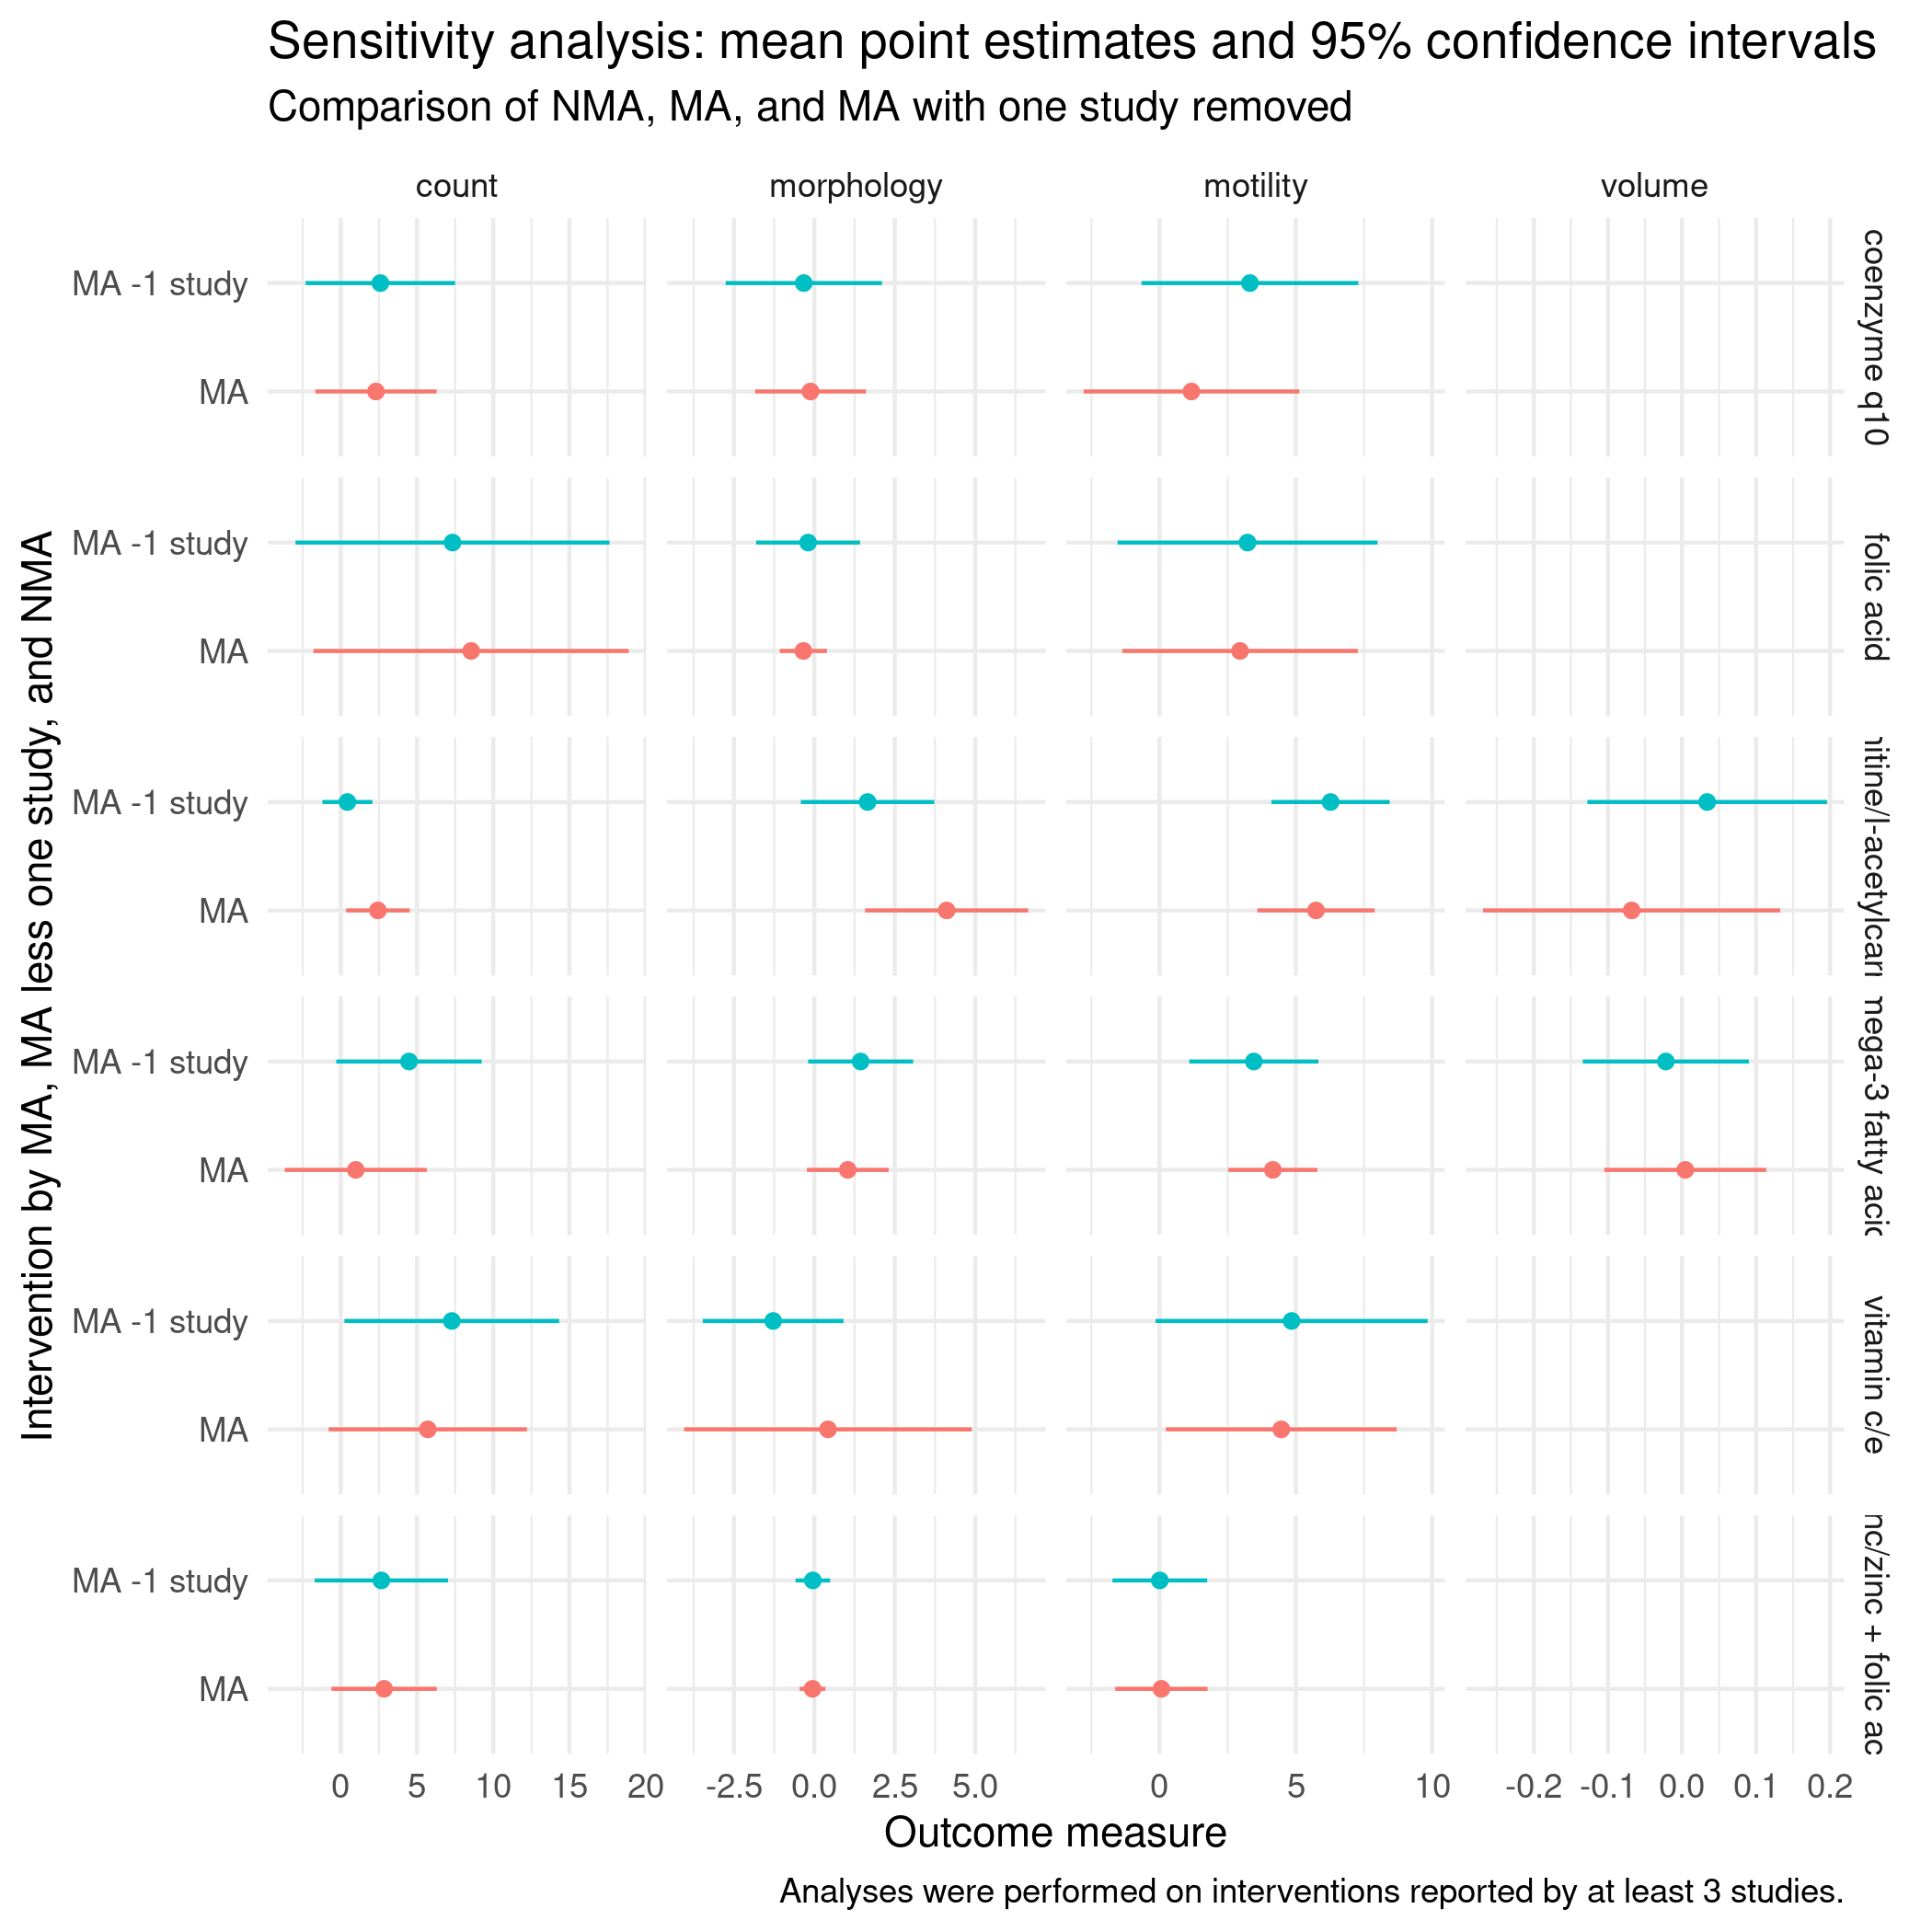 Sensitivity analysis: mean point estimates and 95% confidence intervals
Comparison of NMA, MA, and MA with one study removed
count morphology motility volume
Intervention by MA, MA less one study, and NMA
MA -1 study
MA
coenzyme q10
MA -1 study
MA
folic acid
MA -1 study
MA
nitine/l-acetylcarn
MA -1 study
MA
mega-3 fatty acid
MA -1 study
MA
vitamin c/e
MA -1 study
MA
nc/zinc + folic ac
0 5 10 15 20 -2.5 0.0 2.5 5.0 0 5 10 -0.2 -0.1 0.0 0.1 0.2
Outcome measure
Analyses were performed on interventions reported by at least 3 studies.